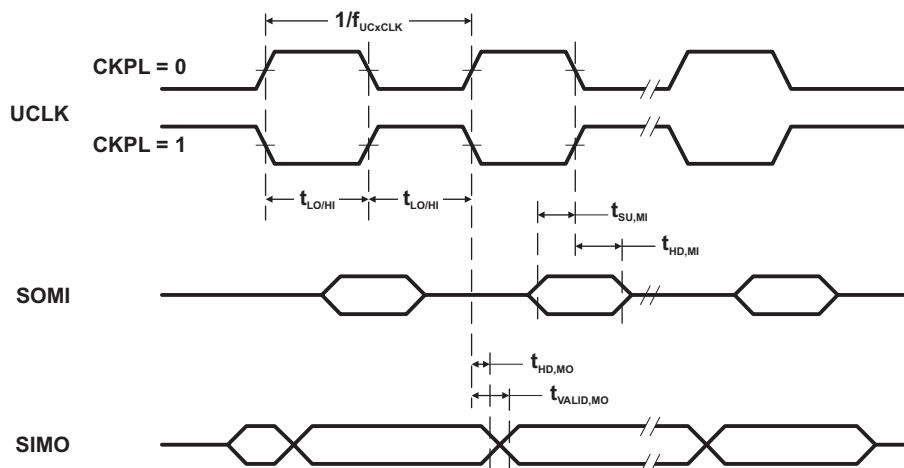 1/fUCxCLK
CKPL = 0
UCLK
CKPL = 1
tLO/HI tLO/HI
tSU,MI
tHD,MI
SOMI
tHD,MO
tVALID,MO
SIMO